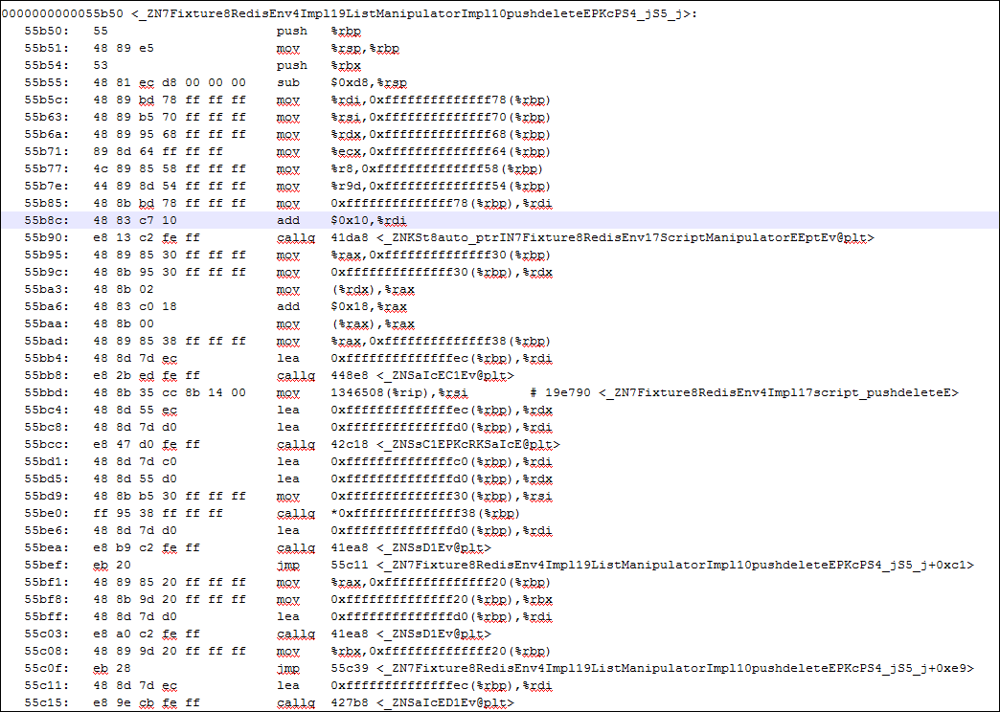 0000000000055b50 <_ZN7Fixture8RedisEnv4Impl19ListManipulatorImpl10pushdeleteEPKcPS4_jS5_j>:
55b50: 55 push %rbp
55b51: 48 89 e5 mov %rsp,%rbp
55b54: 53 push %rbx
55b55: 48 81 ec d8 00 00 00 sub $0xd8,%rsp
55b5c: 48 89 bd 78 ff ff ff mov %rdi,0xffffffffffffff78(%rbp)
55b63: 48 89 b5 70 ff ff ff mov %rsi,0xffffffffffffff70(%rbp)
55b6a: 48 89 95 68 ff ff ff mov %rdx,0xffffffffffffff68(%rbp)
55b71: 89 8d 64 ff ff ff mov %ecx,0xffffffffffffff64(%rbp)
55b77: 4c 89 85 58 ff ff ff mov %r8,0xffffffffffffff58(%rbp)
55b7e: 44 89 8d 54 ff ff ff mov %r9d,0xffffffffffffff54(%rbp)
55b85: 48 8b bd 78 ff ff ff mov 0xffffffffffffff78(%rbp),%rdi
55b8c: 48 83 c7 10 add $0x10,%rdi
55b90: e8 13 c2 fe ff callq 41da8 <_ZNKSt8auto_ptrIN7Fixture8RedisEnv17ScriptManipulatorEEptEv@plt>
55b95: 48 89 85 30 ff ff ff mov %rax,0xffffffffffffff30(%rbp)
55b9c: 48 8b 95 30 ff ff ff mov 0xffffffffffffff30(%rbp),%rdx
55ba3: 48 8b 02 mov (%rdx),%rax
55ba6: 48 83 c0 18 add $0x18,%rax
55baa: 48 8b 00 mov (%rax),%rax
55bad: 48 89 85 38 ff ff ff mov %rax,0xffffffffffffff38(%rbp)
55bb4: 48 8d 7d ec lea 0xffffffffffffffec(%rbp),%rdi
55bb8: e8 2b ed fe ff callq 448e8 <_ZNSaIcEC1Ev@plt>
55bbd: 48 8b 35 cc 8b 14 00 mov 1346508(%rip),%rsi # 19e790 <_ZN7Fixture8RedisEnv4Impl17script_pushdeleteE>
55bc4: 48 8d 55 ec lea 0xffffffffffffffec(%rbp),%rdx
55bc8: 48 8d 7d d0 lea 0xffffffffffffffd0(%rbp),%rdi
55bcc: e8 47 d0 fe ff callq 42c18 <_ZNSsC1EPKcRKSaIcE@plt>
55bd1: 48 8d 7d c0 lea 0xffffffffffffffc0(%rbp),%rdi
55bd5: 48 8d 55 d0 lea 0xffffffffffffffd0(%rbp),%rdx
55bd9: 48 8b b5 30 ff ff ff mov 0xffffffffffffff30(%rbp),%rsi
55be0: ff 95 38 ff ff ff callq *0xffffffffffffff38(%rbp)
55be6: 48 8d 7d d0 lea 0xffffffffffffffd0(%rbp),%rdi
55bea: e8 b9 c2 fe ff callq 41ea8 <_ZNSsD1Ev@plt>
55bef: eb 20 jmp 55c11 <_ZN7Fixture8RedisEnv4Impl19ListManipulatorImpl10pushdeleteEPKcPS4_jS5_j+0xc1>
55bf1: 48 89 85 20 ff ff ff mov %rax,0xffffffffffffff20(%rbp)
55bf8: 48 8b 9d 20 ff ff ff mov 0xffffffffffffff20(%rbp),%rbx
55bff: 48 8d 7d d0 lea 0xffffffffffffffd0(%rbp),%rdi
55c03: e8 a0 c2 fe ff callq 41ea8 <_ZNSsD1Ev@plt>
55c08: 48 89 9d 20 ff ff ff mov %rbx,0xffffffffffffff20(%rbp)
55c0f: eb 28 jmp 55c39 <_ZN7Fixture8RedisEnv4Impl19ListManipulatorImpl10pushdeleteEPKcPS4_jS5_j+0xe9>
55c11: 48 8d 7d ec lea 0xffffffffffffffec(%rbp),%rdi
55c15: e8 9e cb fe ff callq 427b8 <_ZNSaIcED1Ev@plt>